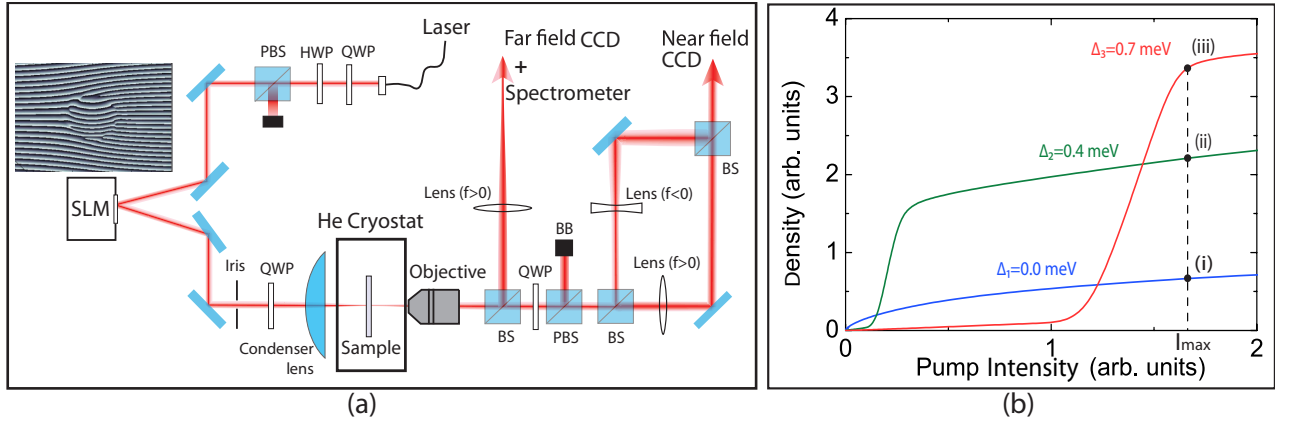 Laser
PBS
HWP
QWP
SLM
Iris
QWP
Condenser
lens
He Cryostat
Sample
Objective
Far field CCD
+
Spectrometer
Lens (f>0)
BS
QWP
BB
PBS
BS
Lens (f<0)
Lens (f>0)
Near field
CCD
BS
(a)
Density (arb. units)
4
3
2
1
0
Δ₃=0.7 meV
(iii)
Δ₂=0.4 meV
(ii)
Δ₁=0.0 meV
(i)
0
1
Imax
2
Pump Intensity (arb. units)
(b)